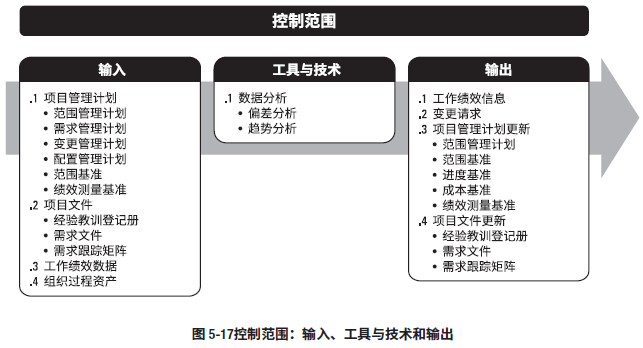 控制范围
输入
.1 项目管理计划
• 范围管理计划
• 需求管理计划
• 变更管理计划
• 配置管理计划
• 范围基准
• 绩效测量基准
.2 项目文件
• 经验教训登记册
• 需求文件
• 需求跟踪矩阵
.3 工作绩效数据
.4 组织过程资产
工具与技术
.1 数据分析
• 偏差分析
• 趋势分析
输出
.1 工作绩效信息
.2 变更请求
.3 项目管理计划更新
• 范围管理计划
• 范围基准
• 进度基准
• 成本基准
• 绩效测量基准
.4 项目文件更新
• 经验教训登记册
• 需求文件
• 需求跟踪矩阵
图 5-17控制范围：输入、工具与技术和输出